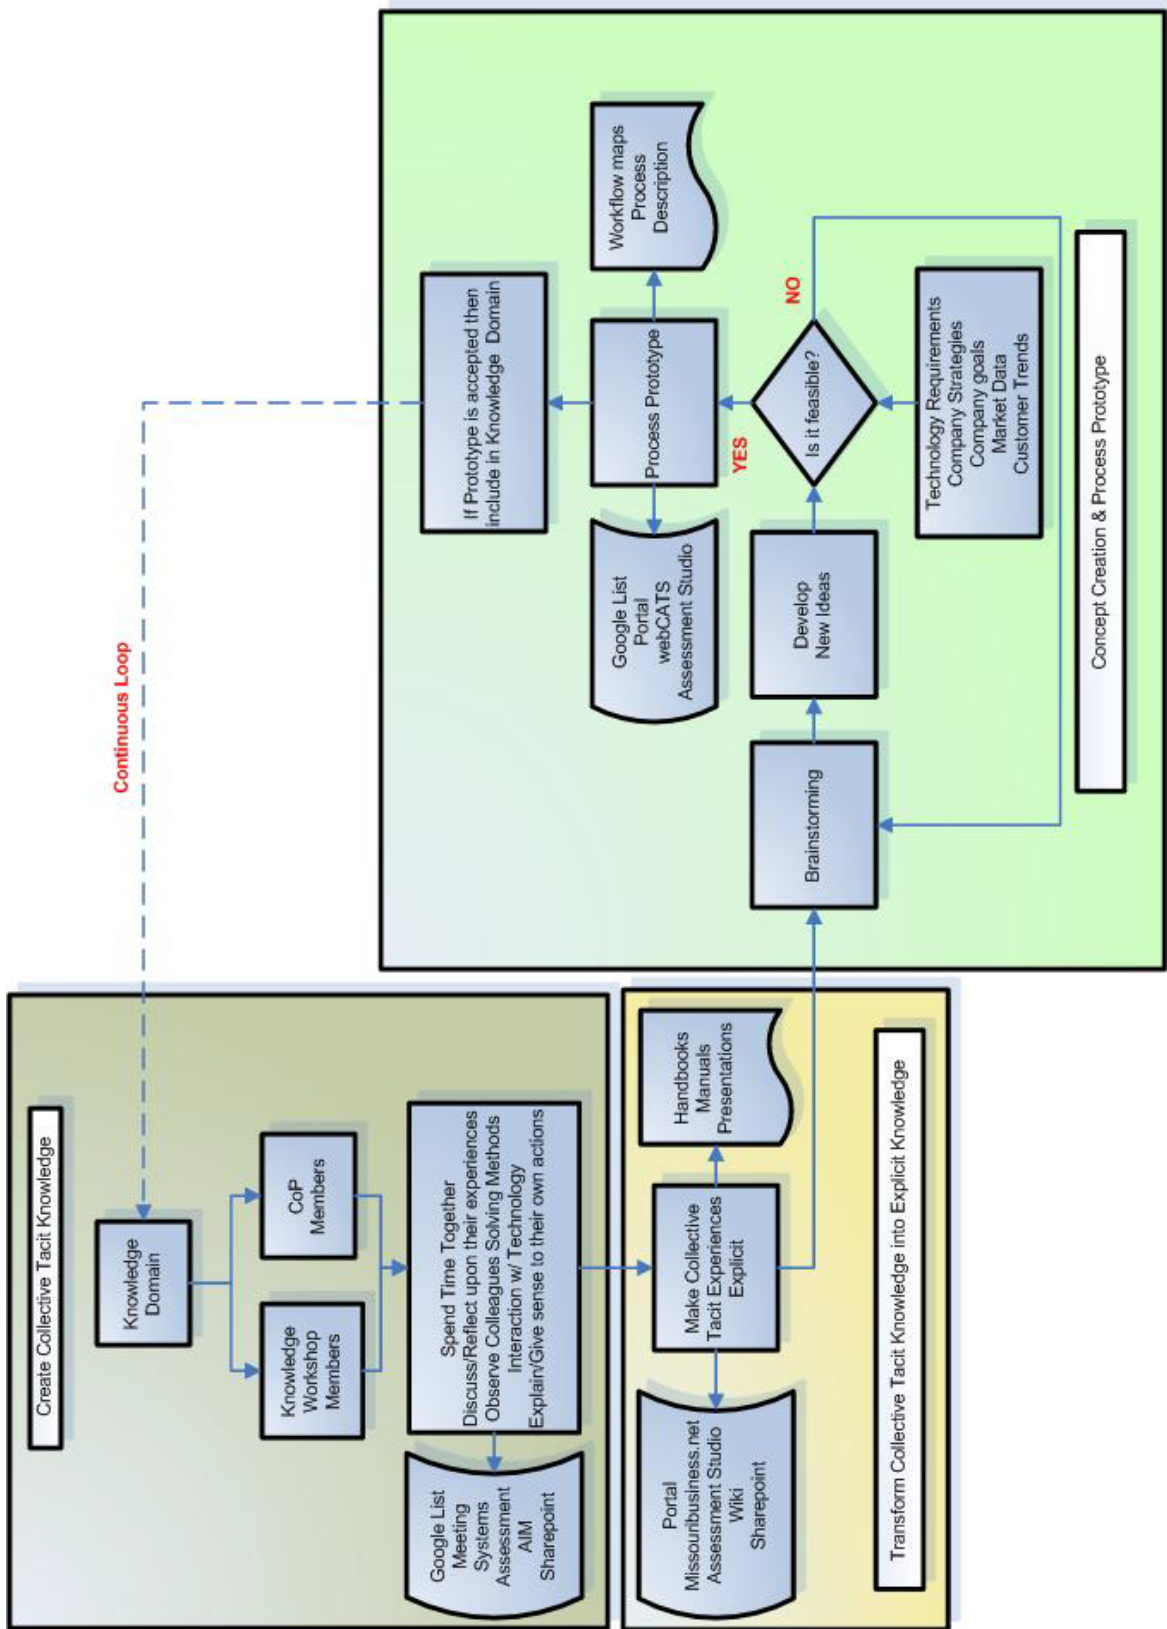 Create Collective Tacit Knowledge
Knowledge
Domain
Knowledge
Workshop
Members
CoP
Members
Spend Time Together
Discuss/Reflect upon their experiences
Observe Colleagues Solving Methods
Interaction w/ Technology
Explain/Give sense to their own actions
Google List
Meeting
Systems
Assessment
AIM
Sharepoint
Make Collective
Tacit Experiences
Explicit
Handbooks
Manuals
Presentations
Portal
Missouribusiness.net
Assessment Studio
Wiki
Sharepoint
Transform Collective Tacit Knowledge into Explicit Knowledge
Continuous Loop
If Prototype is accepted then
include in Knowledge Domain
Google List
Portal
webCATS
Assessment Studio
Process Prototype
Workflow maps
Process
Description
YES
NO
Brainstorming
Develop
New Ideas
Is it feasible?
Technology Requirements
Company Strategies
Company goals
Market Data
Customer Trends
Concept Creation & Process Prototype